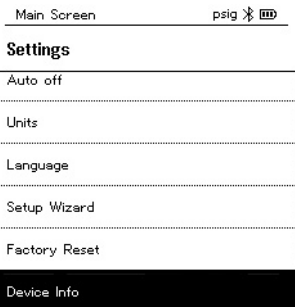 Main Screen psig
Settings
Auto off
Units
Language
Setup Wizard
Factory Reset
Device Info